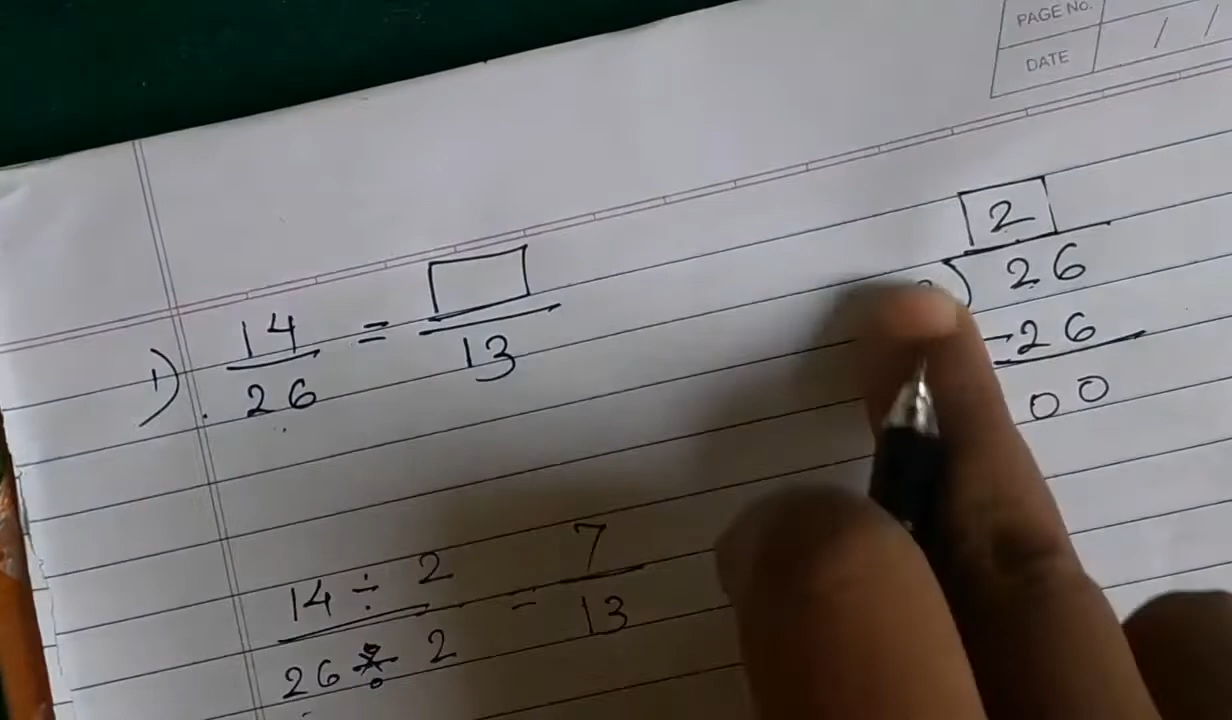 PAGE No.
DATE / /
1). 14/26 = □/13
2
) 26
- 26
00
14 ÷ 2 / 26 ÷ 2 = 7/13